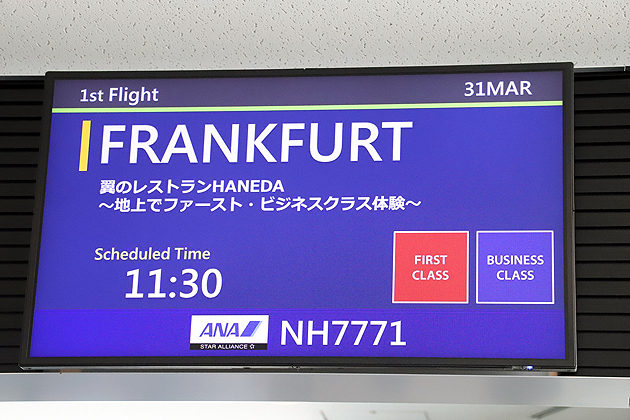 1st Flight 31MAR
FRANKFURT
翼のレストランHANEDA
～地上でファースト・ビジネスクラス体験～
Scheduled Time
11:30
FIRST
CLASS
BUSINESS
CLASS
ANA
STAR ALLIANCE
NH7771